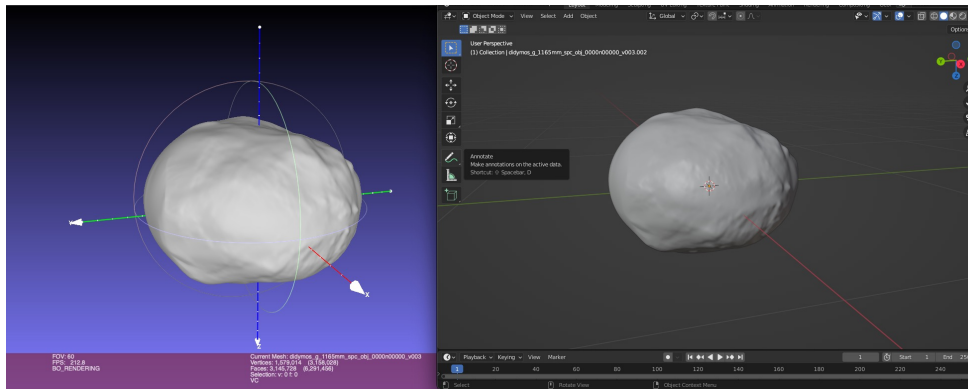 X
FOV: 60
FPS: 212.8
BO_RENDERING
Current Mesh: didymos_g_1165mm_spc_obj_0000n00000_v003
Vertices: 1,579,014 (3,158,028)
Faces: 3,145,728 (6,291,456)
Selection: v: 0 f: 0
VC
Object Mode View Select Add Object Global
Options
User Perspective
(1) Collection | didymos_g_1165mm_spc_obj_0000n00000_v003.002
Y X Z
Annotate
Make annotations on the active data.
Shortcut: Spacebar, D
Playback Keying View Marker 1 Start 1 End 250
1 20 40 60 80 100 120 140 160 180 200 220 240
Select Rotate View Object Context Menu